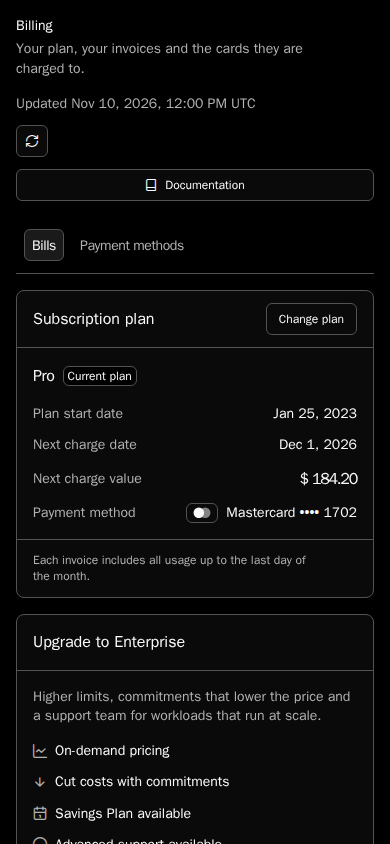 Billing
Your plan, your invoices and the cards they are
charged to.
Updated Nov 10, 2026, 12:00 PM UTC
Documentation
Bills
Payment methods
Subscription plan
Change plan
Pro
Current plan
Plan start date
Jan 25, 2023
Next charge date
Dec 1, 2026
Next charge value
$ 184.20
Payment method
Mastercard •••• 1702
Each invoice includes all usage up to the last day of
the month.
Upgrade to Enterprise
Higher limits, commitments that lower the price and
a support team for workloads that run at scale.
On-demand pricing
Cut costs with commitments
Savings Plan available
Advanced support available